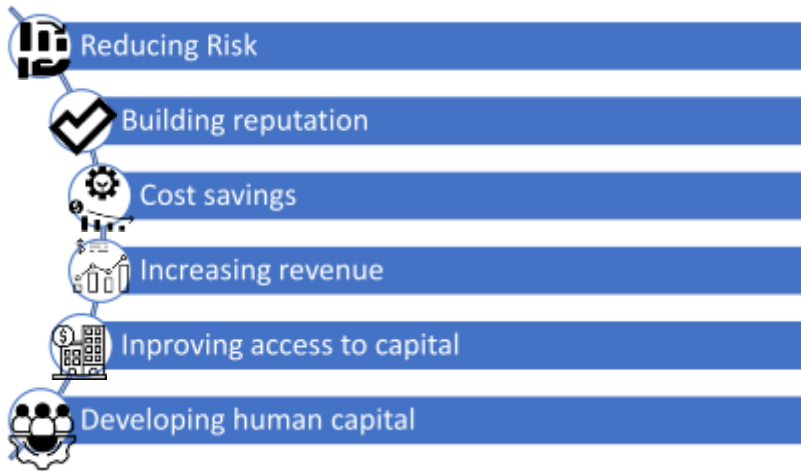 Reducing Risk
Building reputation
Cost savings
Increasing revenue
Inproving access to capital
Developing human capital